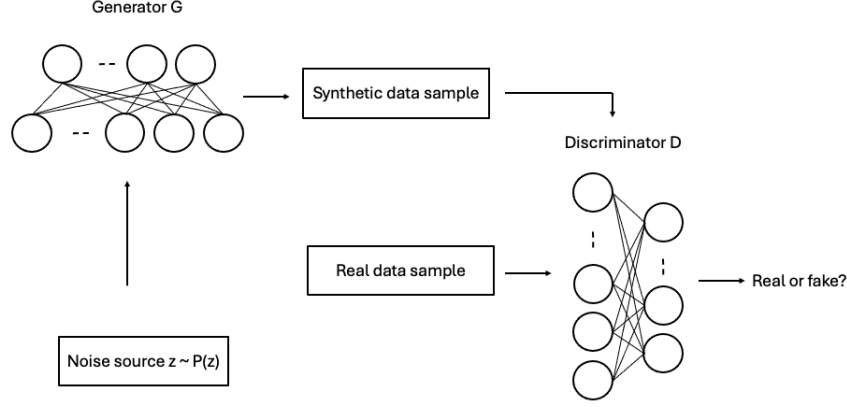 Generator G
Synthetic data sample
Discriminator D
Real data sample
Real or fake?
Noise source z ~ P(z)